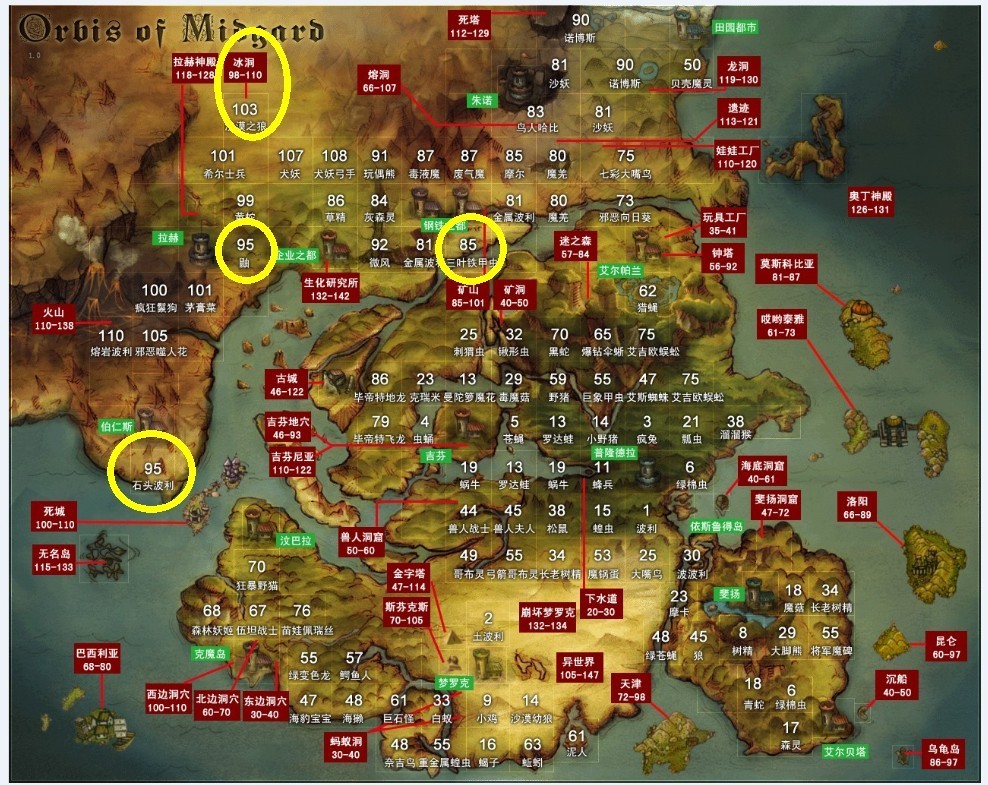 Orbis of Midgard
1.9
死塔
112-129
90
诺博斯
田园都市
拉赫神殿
118-128
冰洞
98-110
熔洞
66-107
81
沙妖
90
诺博斯
50
贝壳魔灵
龙洞
119-130
朱诺
103
沙漠之狼
83
鸟人哈比
81
沙妖
遗迹
113-121
娃娃工厂
110-120
101
希尔士兵
107
犬妖
108
犬妖弓手
91
玩偶熊
87
毒液魔
87
废气魔
85
摩尔
80
魔羌
75
七彩大嘴鸟
奥丁神殿
126-131
99
黄蛇
86
草精
84
灰森灵
81
金属波利
80
魔羌
73
邪恶向日葵
玩具工厂
35-41
拉赫
95
企业之都
92
微风
钢铁之都
81
金属波利
85
三叶铁甲虫
迷之森
57-84
艾尔帕兰
钟塔
56-92
莫斯科比亚
81-87
生化研究所
132-142
矿山
85-101
矿洞
40-50
62
猎蝇
100
疯狂鬣狗
101
茅膏菜
火山
110-138
110
熔岩波利
105
邪恶噬人花
25
刺猬虫
32
锹形虫
70
黑蛇
65
爆钻伞蜥
75
艾吉欧蜈蚣
哎哟泰雅
61-73
古城
46-122
86
毕帝特地龙
23
克瑞米
13
曼陀箩魔花
29
毒魔菇
59
野猪
55
巨象甲虫
47
艾斯蜘蛛
75
艾吉欧蜈蚣
伯仁斯
吉芬地穴
46-93
79
毕帝特飞龙
4
虫蛹
吉芬
5
苍蝇
13
罗达蛙
14
小野猪
3
疯兔
21
瓢虫
38
溜溜猴
普隆德拉
吉芬尼亚
110-122
95
石头波利
19
蜗牛
13
罗达蛙
19
蜗牛
11
蜂兵
6
绿棉虫
海底洞窟
40-61
斐扬洞窟
47-72
洛阳
66-89
死城
100-110
44
兽人战士
45
兽人夫人
38
松鼠
15
蝗虫
1
波利
依斯鲁得岛
汶巴拉
兽人洞窟
50-60
无名岛
115-133
70
狂暴野猫
49
哥布灵弓箭
55
哥布灵长老
34
树精
53
魔锅蛋
25
大嘴鸟
30
波波利
金字塔
47-114
斯芬克斯
70-105
下水道
20-30
23
摩卡
斐扬
18
魔菇
34
长老树精
68
森林妖姬
67
伍坦战士
76
苗娃佩瑞丝
2
土波利
崩坏梦罗克
132-134
48
绿苍蝇
45
狼
8
树精
29
大脚熊
55
将军魔碑
昆仑
60-97
巴西利亚
68-80
克魔岛
55
绿变色龙
57
鳄鱼人
异世界
105-147
天津
72-98
梦罗克
18
青蛇
6
绿棉虫
沉船
40-50
西边洞穴
100-110
北边洞穴
60-70
东边洞穴
30-40
47
海豹宝宝
48
海獭
61
巨石怪
33
白蚁
9
小鸡
14
沙漠幼狼
17
森灵
艾尔贝塔
蚂蚁洞
30-40
48
奈吉鸟
55
重金属蝗虫
16
蝎子
63
蚯蚓
61
泥人
乌龟岛
86-97